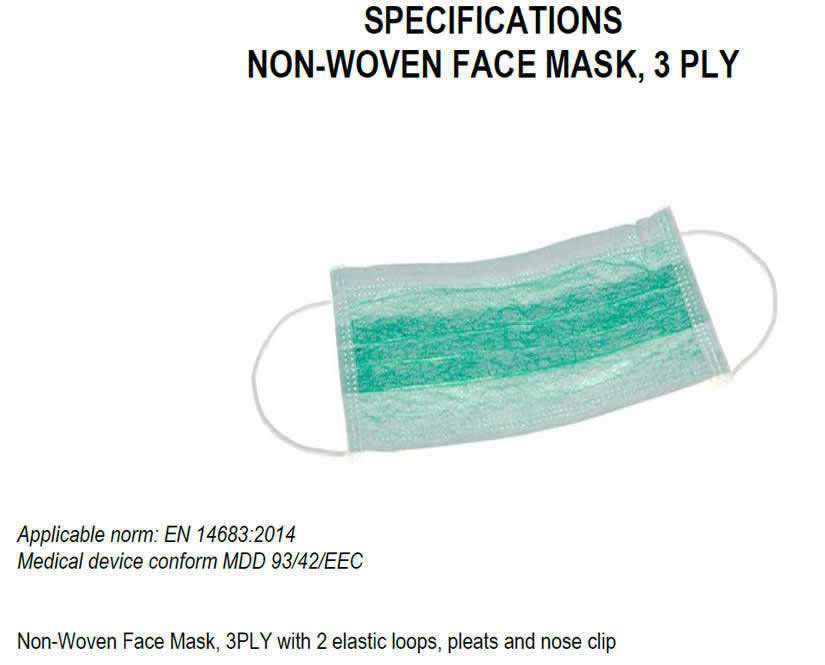 SPECIFICATIONS
NON-WOVEN FACE MASK, 3 PLY
Applicable norm: EN 14683:2014
Medical device conform MDD 93/42/EEC
Non-Woven Face Mask, 3PLY with 2 elastic loops, pleats and nose clip